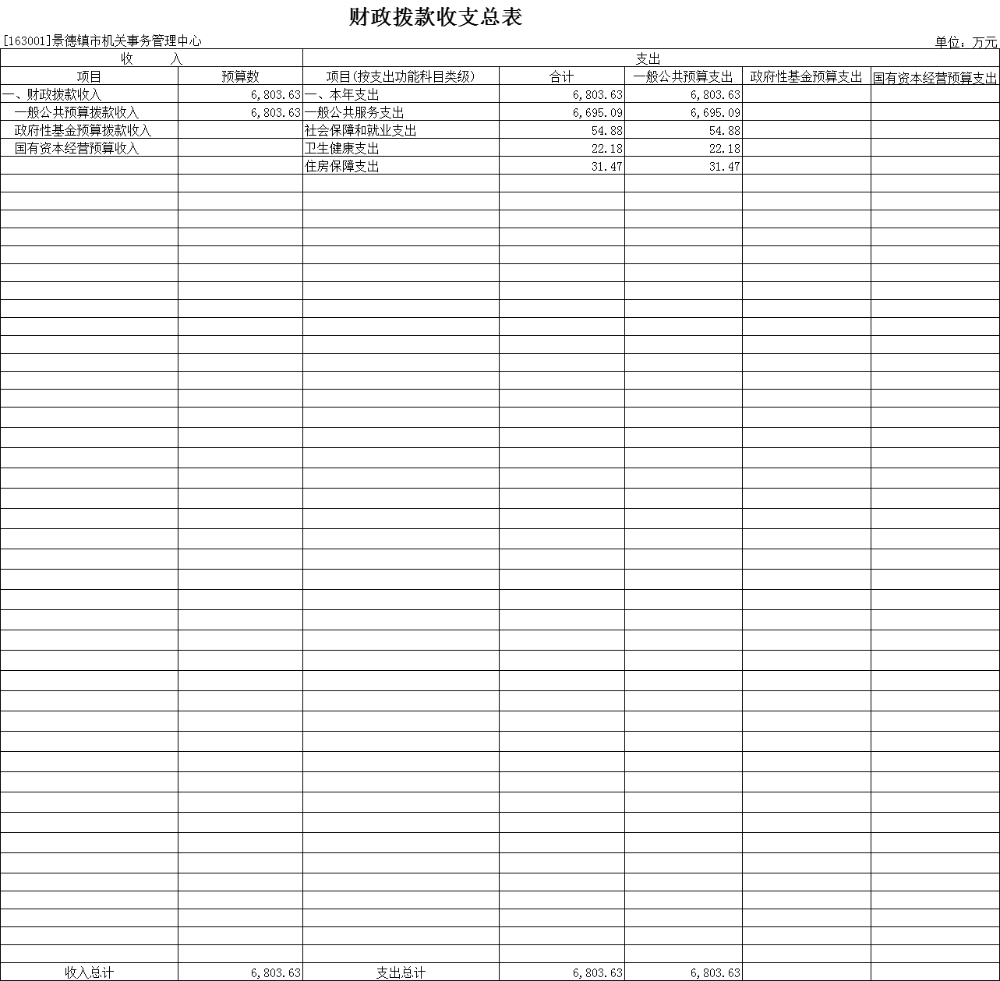 财政拨款收支总表
[163001]景德镇市机关事务管理中心 单位：万元
收 入 支出
项目 预算数 项目(按支出功能科目类级) 合计 一般公共预算支出 政府性基金预算支出 国有资本经营预算支出
一、财政拨款收入 6,803.63 一、本年支出 6,803.63 6,803.63
一般公共预算拨款收入 6,803.63 一般公共服务支出 6,695.09 6,695.09
政府性基金预算拨款收入 社会保障和就业支出 54.88 54.88
国有资本经营预算收入 卫生健康支出 22.18 22.18
住房保障支出 31.47 31.47
收入总计 6,803.63 支出总计 6,803.63 6,803.63